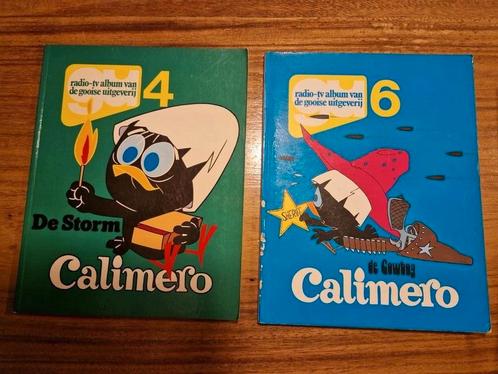 gu 4
radio-tv album van
de gooise uitgeverij
De Storm
Calimero
gu 6
radio-tv album van
de gooise uitgeverij
SHERIF
de Cowboy
Calimero